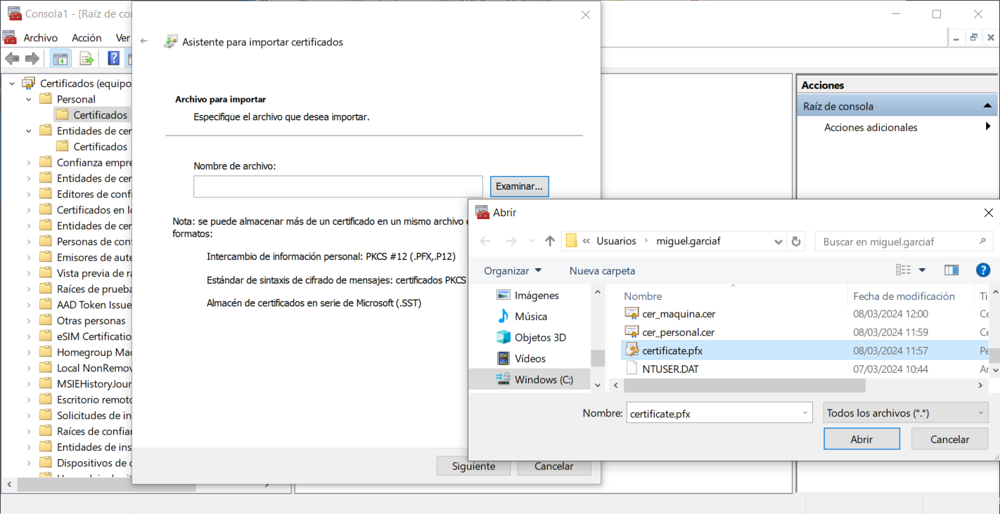 Consola1 - [Raíz de cor
Archivo Acción Ver
Certificados (equipo
Personal
Certificados
Entidades de cer
Certificados
Confianza empre
Entidades de cer
Editores de confi
Certificados en lo
Entidades de cer
Personas de conf
Emisores de aute
Vista previa de ra
Raíces de prueba
AAD Token Issue
Otras personas
eSIM Certificatio
Homegroup Mac
Local NonRemov
MSIEHistoryJour
Escritorio remoto
Solicitudes de in
Raíces de confiar
Entidades de ins
Dispositivos de c
Asistente para importar certificados
Archivo para importar
Especifique el archivo que desea importar.
Nombre de archivo:
Examinar...
Nota: se puede almacenar más de un certificado en un mismo archivo e
formatos:
Intercambio de información personal: PKCS #12 (.PFX,.P12)
Estándar de sintaxis de cifrado de mensajes: certificados PKCS
Almacén de certificados en serie de Microsoft (.SST)
Siguiente Cancelar
Acciones
Raíz de consola
Acciones adicionales
Abrir
« Usuarios › miguel.garciaf
Buscar en miguel.garciaf
Organizar Nueva carpeta
Imágenes
Música
Objetos 3D
Vídeos
Windows (C:)
Nombre Fecha de modificación Ti
cer_maquina.cer 08/03/2024 12:00 Ce
cer_personal.cer 08/03/2024 11:59 Ce
certificate.pfx 08/03/2024 11:57 Pe
NTUSER.DAT 07/03/2024 10:44 Ar
Nombre: certificate.pfx Todos los archivos (*.*)
Abrir Cancelar